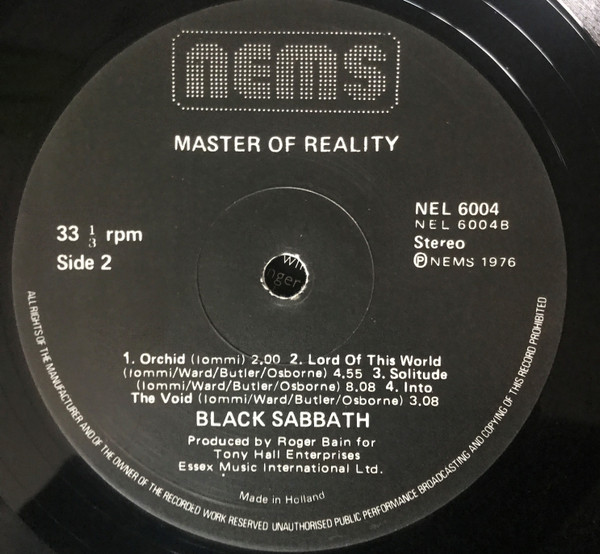 nems
MASTER OF REALITY
33 1/3 rpm
Side 2
NEL 6004
NEL 6004B
Stereo
Ⓟ NEMS 1976
1. Orchid (Iommi) 2,00 2. Lord Of This World
(Iommi/Ward/Butler/Osborne) 4.55 3. Solitude
(Iommi/Ward/Butler/Osborne) 8.08 4. Into
The Void (Iommi/Ward/Butler/Osborne) 3,08
BLACK SABBATH
Produced by Roger Bain for
Tony Hall Enterprises
Essex Music International Ltd.
Made in Holland
ALL RIGHTS OF THE MANUFACTURER AND OF THE OWNER OF THE RECORDED WORK RESERVED UNAUTHORISED PUBLIC PERFORMANCE BROADCASTING AND COPYING OF THIS RECORD PROHIBITED